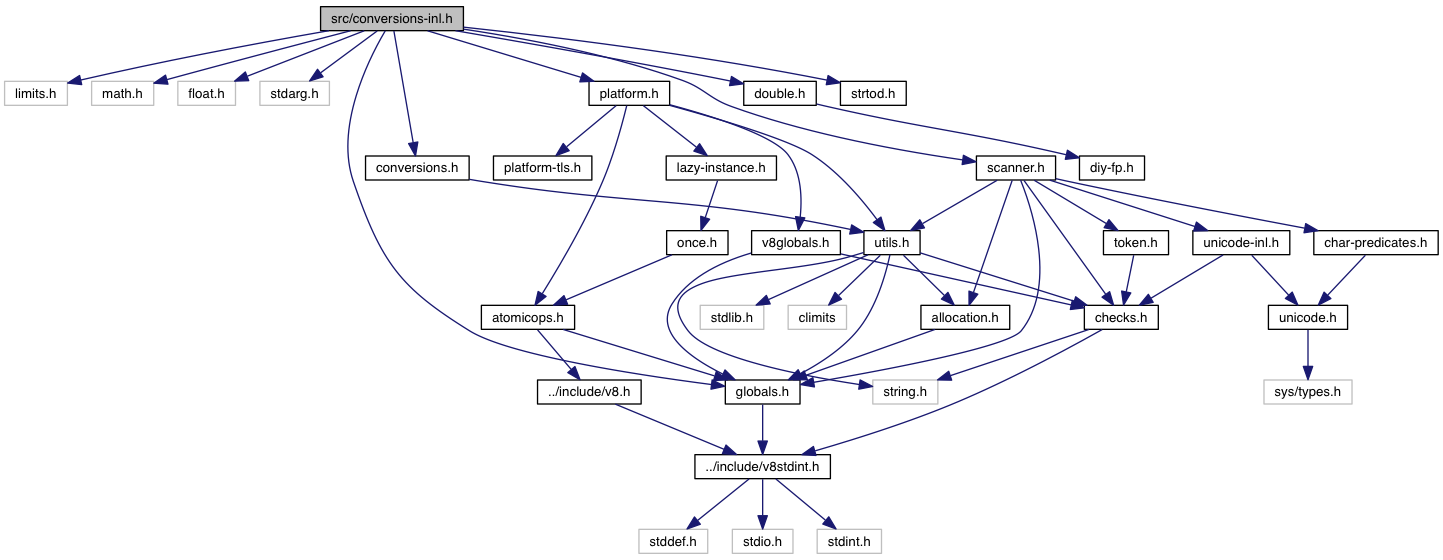 src/conversions-inl.h
limits.h
math.h
float.h
stdarg.h
platform.h
double.h
strtod.h
conversions.h
platform-tls.h
lazy-instance.h
scanner.h
diy-fp.h
once.h
v8globals.h
utils.h
token.h
unicode-inl.h
char-predicates.h
atomicops.h
stdlib.h
climits
allocation.h
checks.h
unicode.h
../include/v8.h
globals.h
string.h
sys/types.h
../include/v8stdint.h
stddef.h
stdio.h
stdint.h